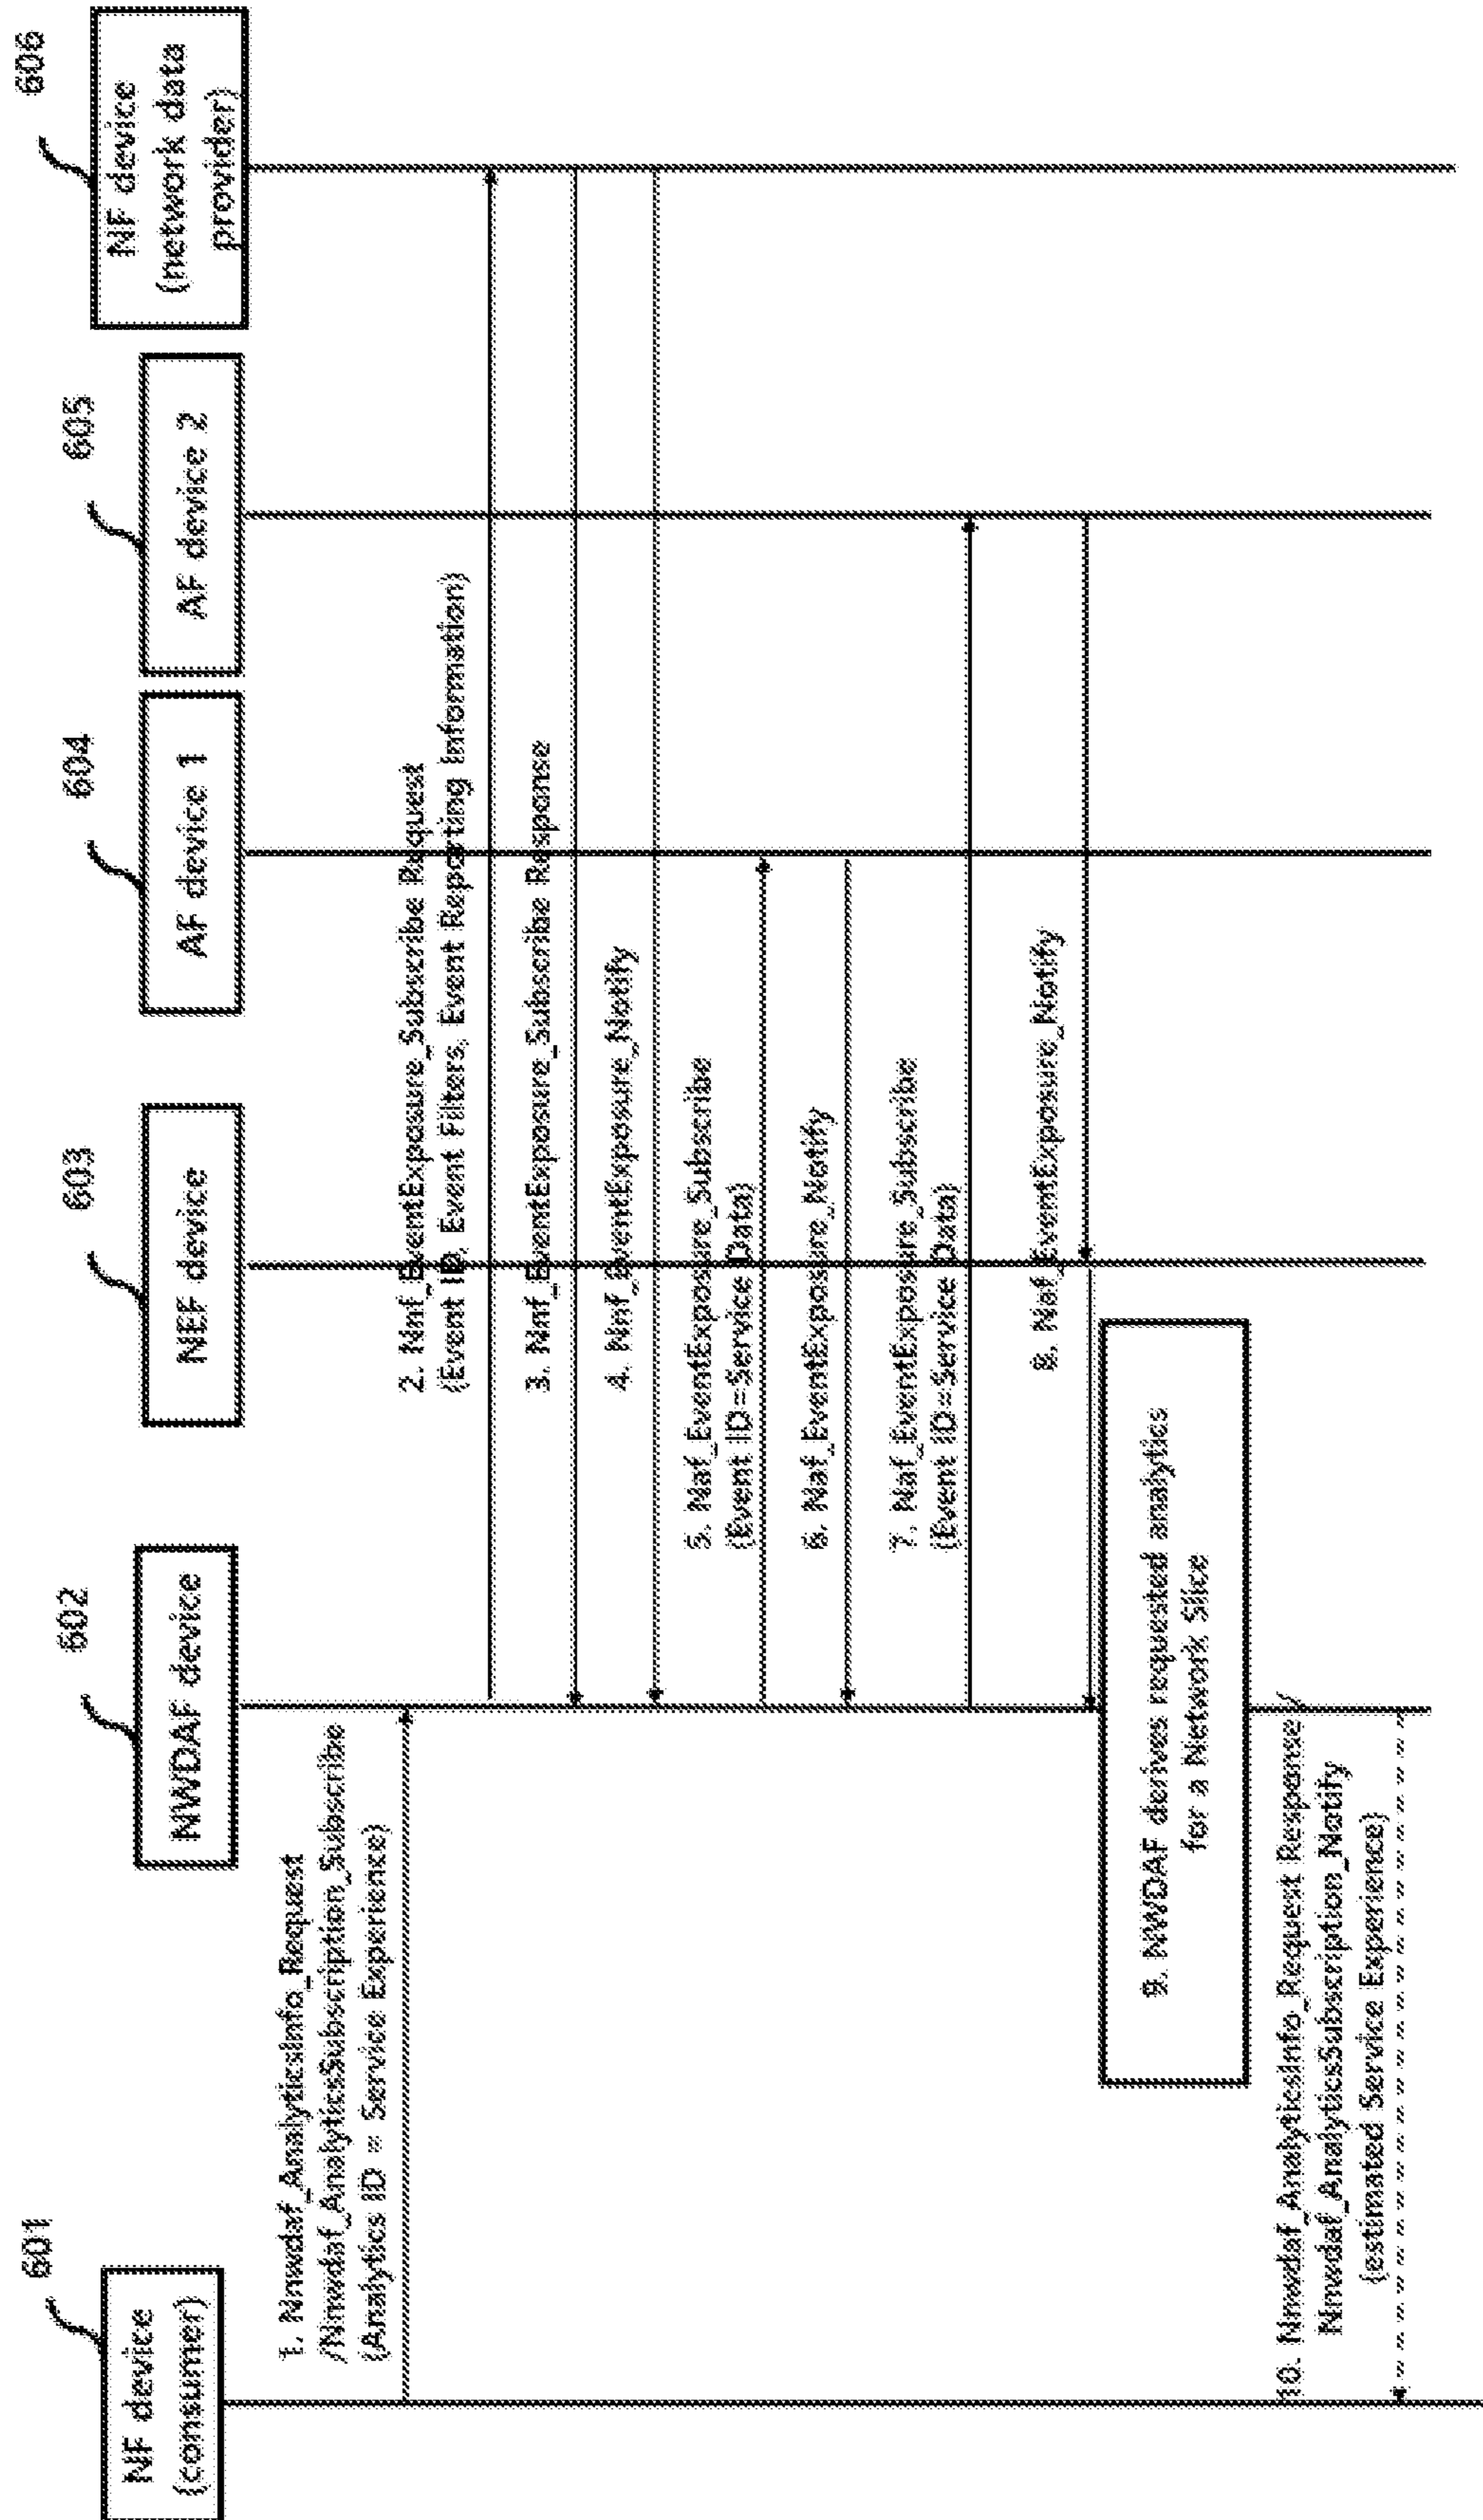 601
NF device
(consumer)
602
NWDAF device
603
NEF device
604
AF device 1
605
AF device 2
606
NF device
(network data
provider)
1. Nnwdaf_AnalyticsInfo_Request
/Nnwdaf_AnalyticsSubscription_Subscribe
(Analytics ID = Service Experience)
2. Nnf_EventExposure_Subscribe Request
(Event ID, Event Filters, Event Reporting Information)
3. Nnf_EventExposure_Subscribe Response
4. Nnf_EventExposure_Notify
5. Naf_EventExposure_Subscribe
(Event ID=Service Data)
6. Naf_EventExposure_Notify
7. Naf_EventExposure_Subscribe
(Event ID=Service Data)
8. Naf_EventExposure_Notify
9. NWDAF derives requested analytics
for a Network Slice
10. Nnwdaf_AnalyticsInfo_Request Response /
Nnwdaf_AnalyticsSubscription_Notify
(estimated Service Experience)